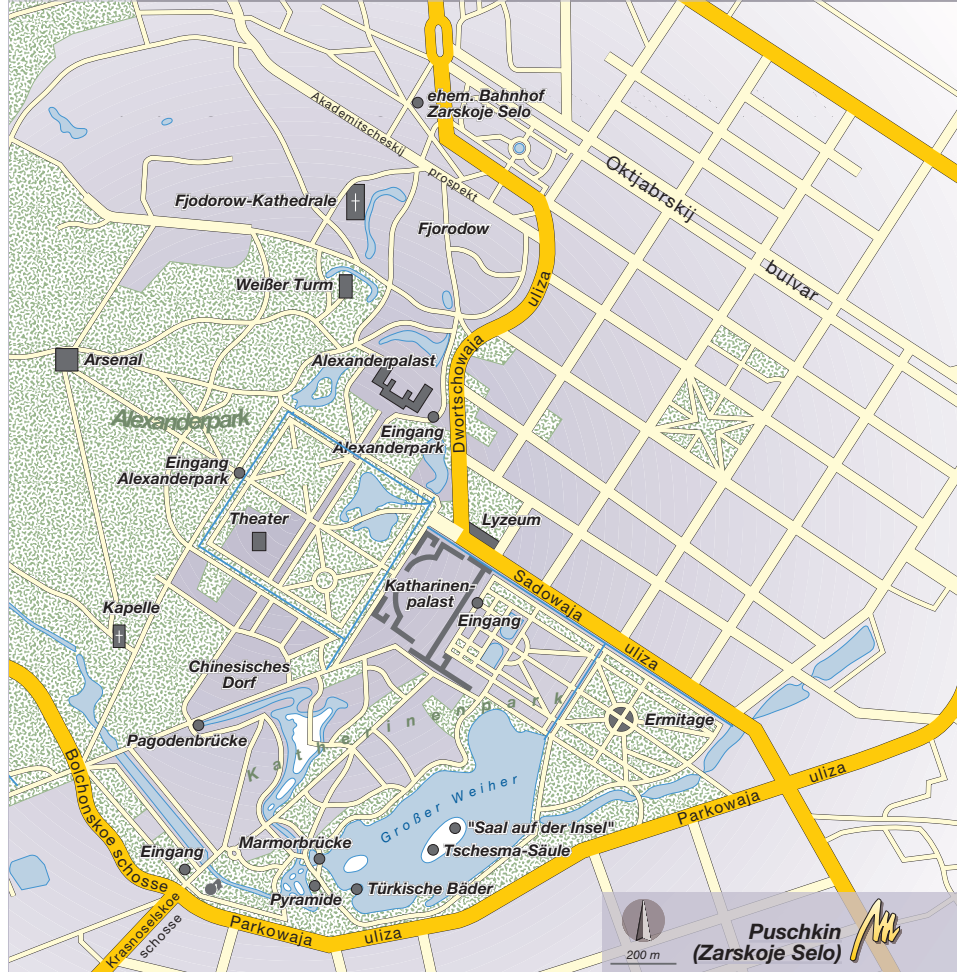 ehem. Bahnhof
Zarskoje Selo
Akademitscheskij
prospekt
Oktjabrskij
bulvar
Fjodorow-Kathedrale
Fjorodow
Weißer Turm
uliza
Dwortschowaja
Arsenal
Alexanderpalast
Alexanderpark
Eingang
Alexanderpark
Eingang
Alexanderpark
Theater
Lyzeum
Katharinen-
palast
Eingang
Sadowaja
uliza
Kapelle
Chinesisches
Dorf
Katherinenpark
Ermitage
Pagodenbrücke
Bolchonskoe schosse
Großer Weiher
uliza
Parkowaja
"Saal auf der Insel"
Tschesma-Säule
Marmorbrücke
Eingang
Türkische Bäder
Pyramide
Krasnoselskoe
schosse
Parkowaja
uliza
200 m
Puschkin
(Zarskoje Selo)